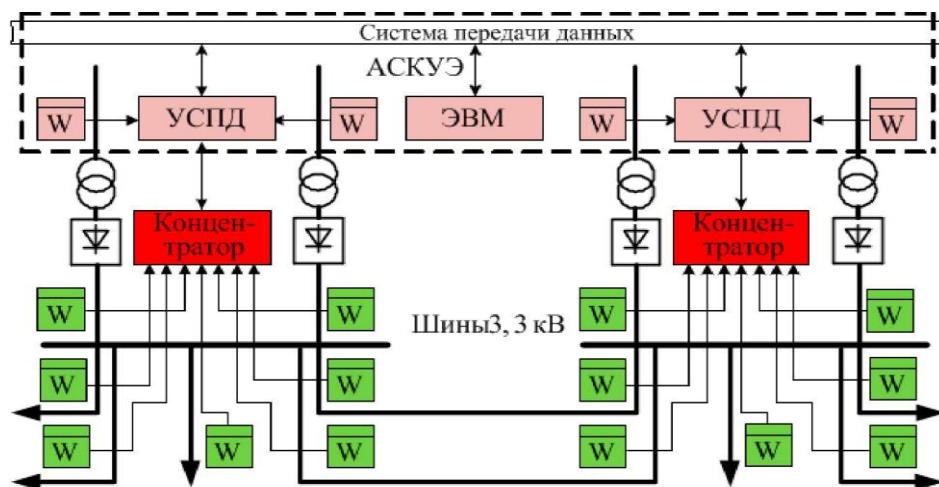 Система передачи данных
АСКУЭ
W
УСПД
W
ЭВМ
W
УСПД
W
Концен-
тратор
Концен-
тратор
W
W
W
W
Шины3, 3 кВ
W
W
W
W
W
W
W
W
W
W